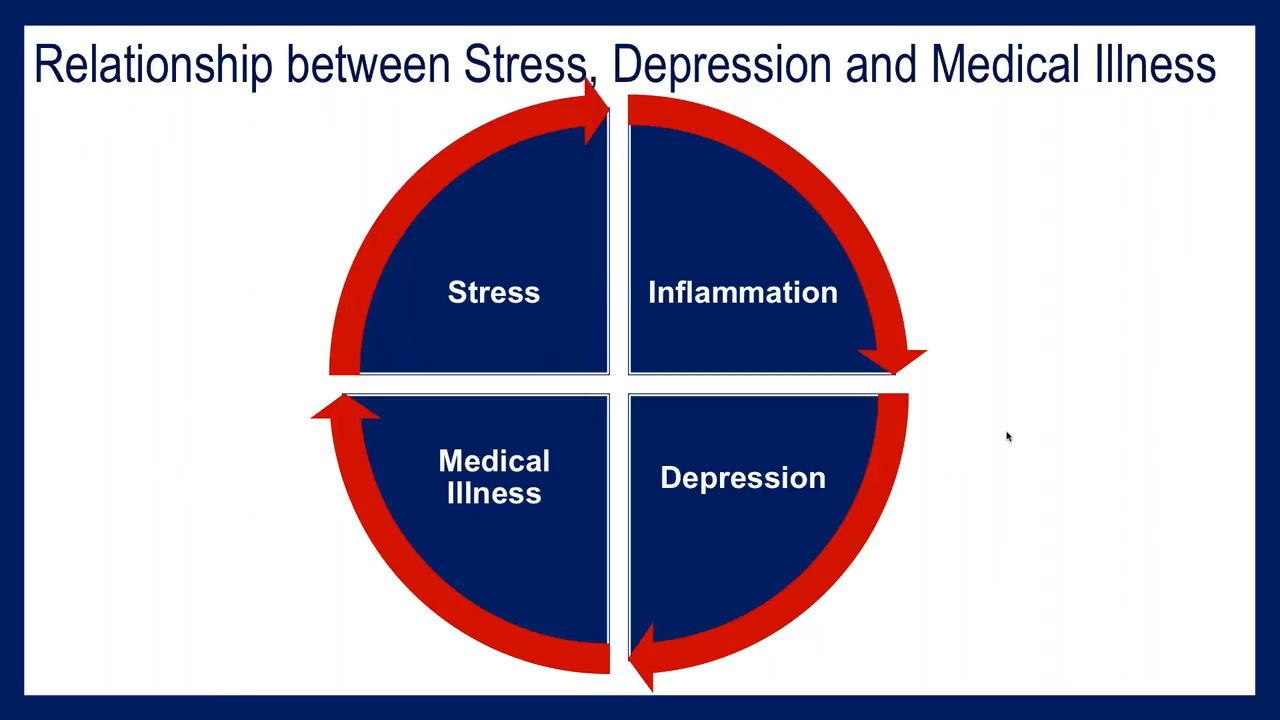 Relationship between Stress, Depression and Medical Illness
Stress
Inflammation
Medical
Illness
Depression